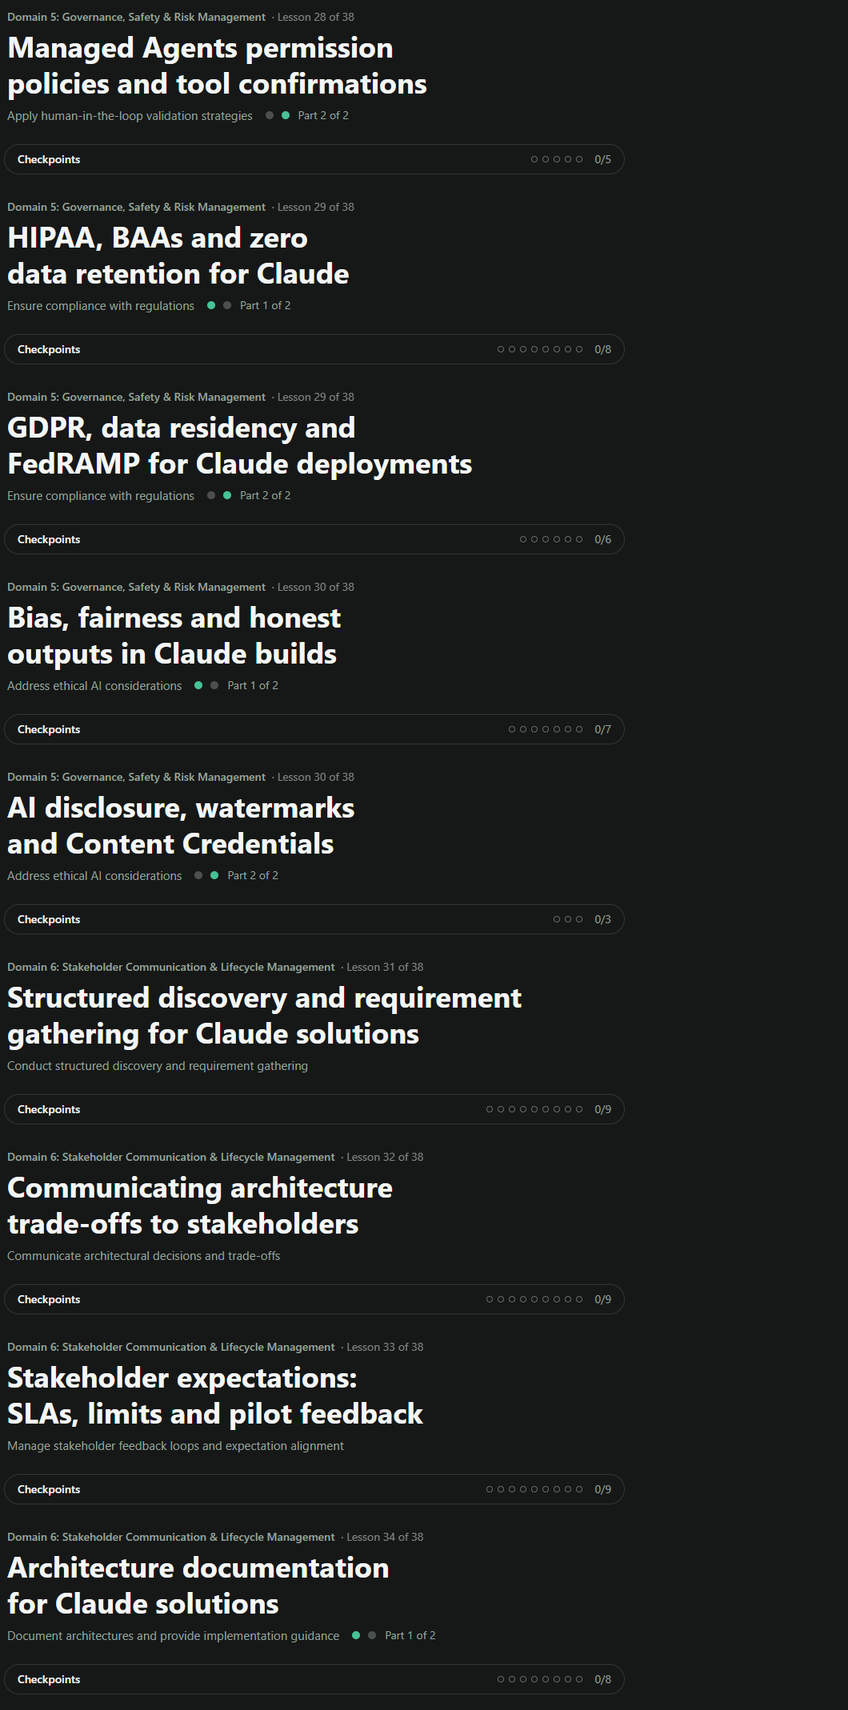 Domain 5: Governance, Safety & Risk Management · Lesson 28 of 38
Managed Agents permission
policies and tool confirmations
Apply human-in-the-loop validation strategies Part 2 of 2
Checkpoints 0/5
Domain 5: Governance, Safety & Risk Management · Lesson 29 of 38
HIPAA, BAAs and zero
data retention for Claude
Ensure compliance with regulations Part 1 of 2
Checkpoints 0/8
Domain 5: Governance, Safety & Risk Management · Lesson 29 of 38
GDPR, data residency and
FedRAMP for Claude deployments
Ensure compliance with regulations Part 2 of 2
Checkpoints 0/6
Domain 5: Governance, Safety & Risk Management · Lesson 30 of 38
Bias, fairness and honest
outputs in Claude builds
Address ethical AI considerations Part 1 of 2
Checkpoints 0/7
Domain 5: Governance, Safety & Risk Management · Lesson 30 of 38
AI disclosure, watermarks
and Content Credentials
Address ethical AI considerations Part 2 of 2
Checkpoints 0/3
Domain 6: Stakeholder Communication & Lifecycle Management · Lesson 31 of 38
Structured discovery and requirement
gathering for Claude solutions
Conduct structured discovery and requirement gathering
Checkpoints 0/9
Domain 6: Stakeholder Communication & Lifecycle Management · Lesson 32 of 38
Communicating architecture
trade-offs to stakeholders
Communicate architectural decisions and trade-offs
Checkpoints 0/9
Domain 6: Stakeholder Communication & Lifecycle Management · Lesson 33 of 38
Stakeholder expectations:
SLAs, limits and pilot feedback
Manage stakeholder feedback loops and expectation alignment
Checkpoints 0/9
Domain 6: Stakeholder Communication & Lifecycle Management · Lesson 34 of 38
Architecture documentation
for Claude solutions
Document architectures and provide implementation guidance Part 1 of 2
Checkpoints 0/8